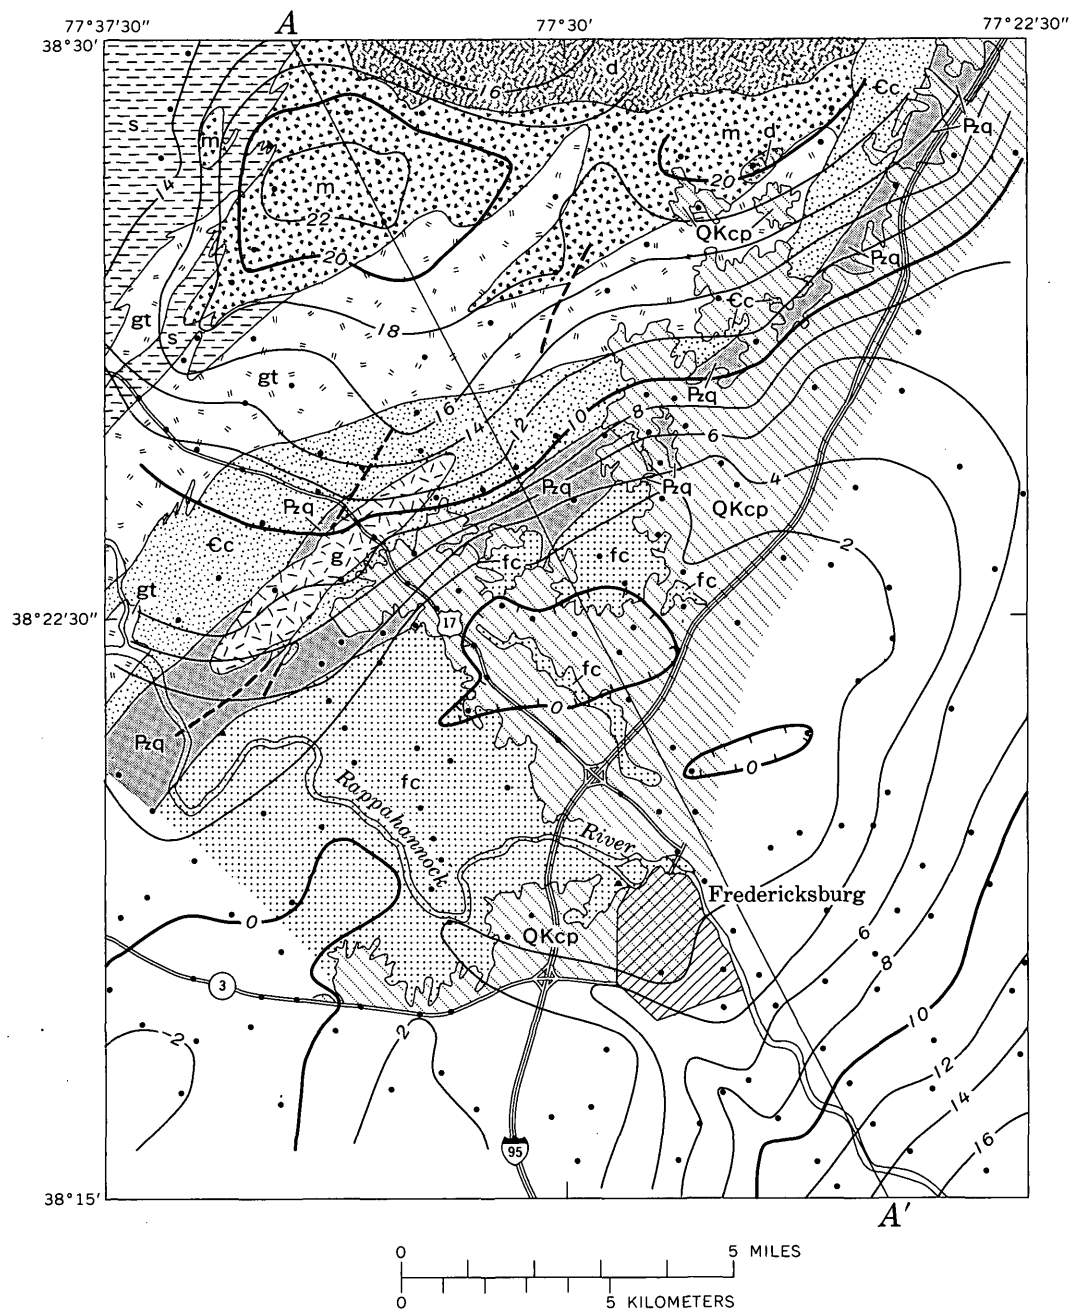 77°37'30" A 77°30' 77°22'30"
38°30'
16 d
Єc
s m m d Pzq
14 m 20
22 QKcp
20 Pzq
gt Єc
s 18
gt Pzq
16 10 8
14 12 6
Pzq Pzq Pzq 4
QKcp
Єc g fc fc 2
gt fc
38°22'30" 17
fc
0
Pzq 0
fc
Rappahannock River
Fredericksburg
0 QKcp 6
3 8
10
-2 -2 12
14
16
95
38°15'
A'
0 5 MILES
0 5 KILOMETERS